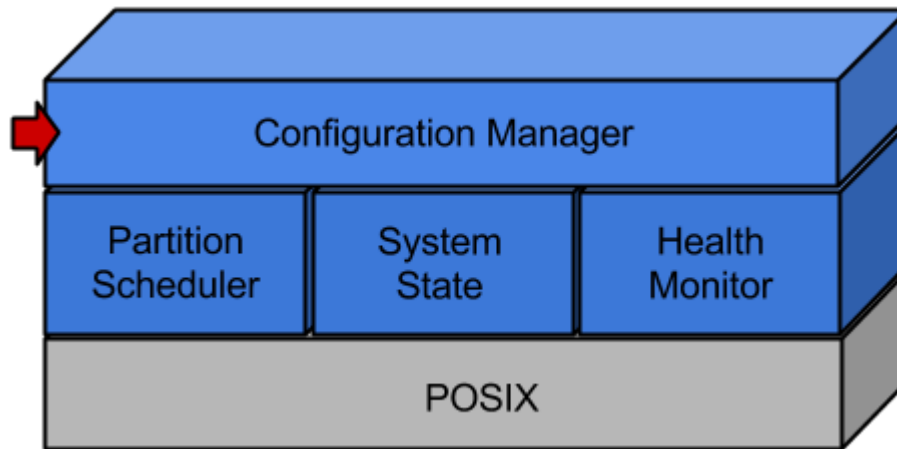 Configuration Manager
Partition
Scheduler
System
State
Health
Monitor
POSIX